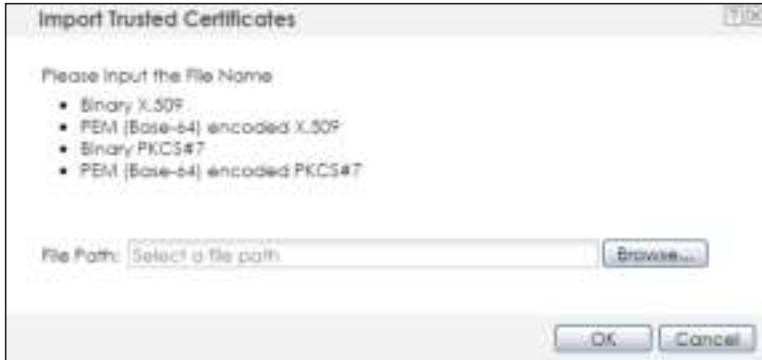 Import Trusted Certificates
Please Input the File Name
• Binary X.509
• PEM (Base-64) encoded X.509
• Binary PKCS#7
• PEM (Base-64) encoded PKCS#7
File Path: Select a file path Browse...
OK Cancel